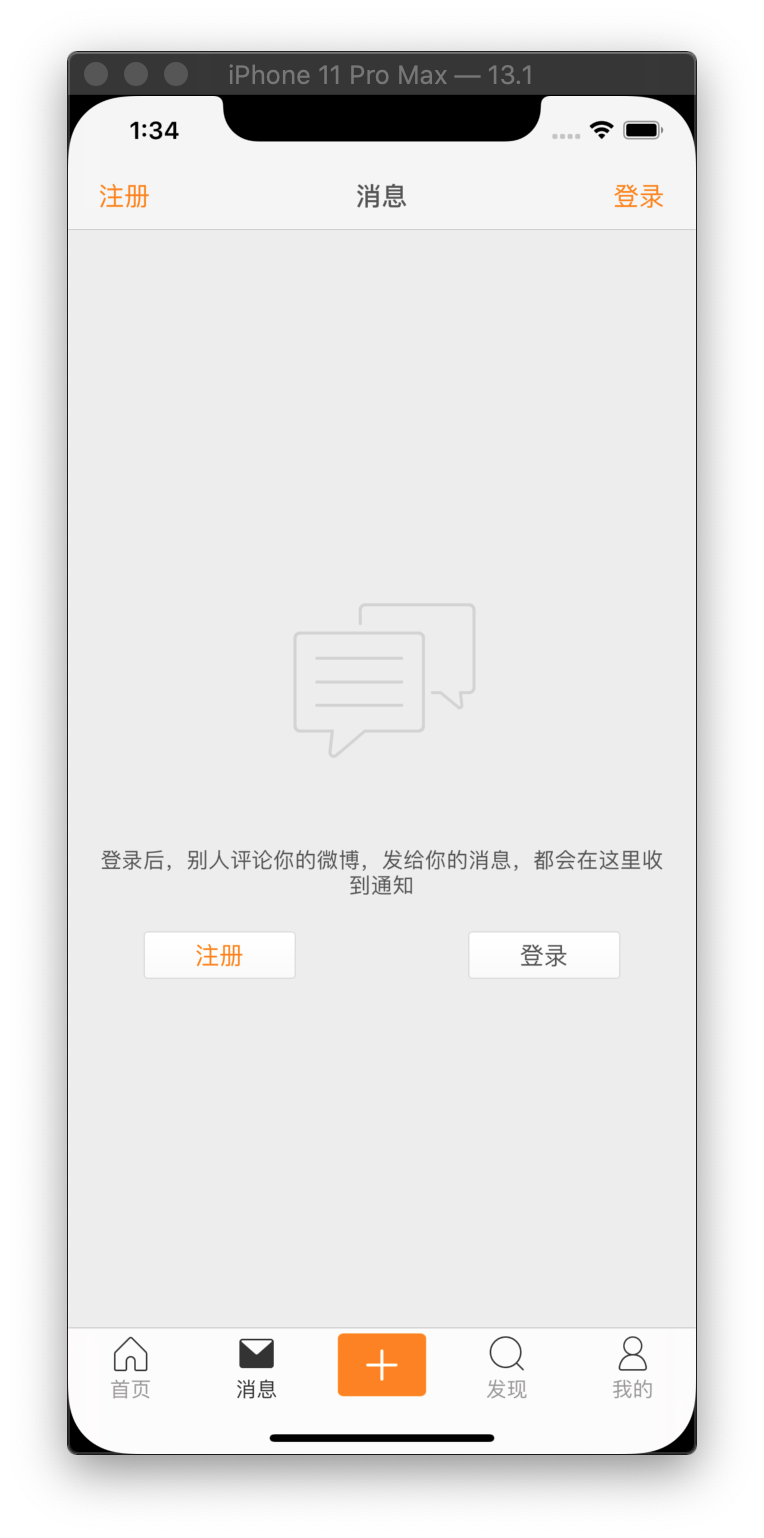 iPhone 11 Pro Max — 13.1
1:34
注册 消息 登录
登录后，别人评论你的微博，发给你的消息，都会在这里收
到通知
注册 登录
首页 消息 发现 我的